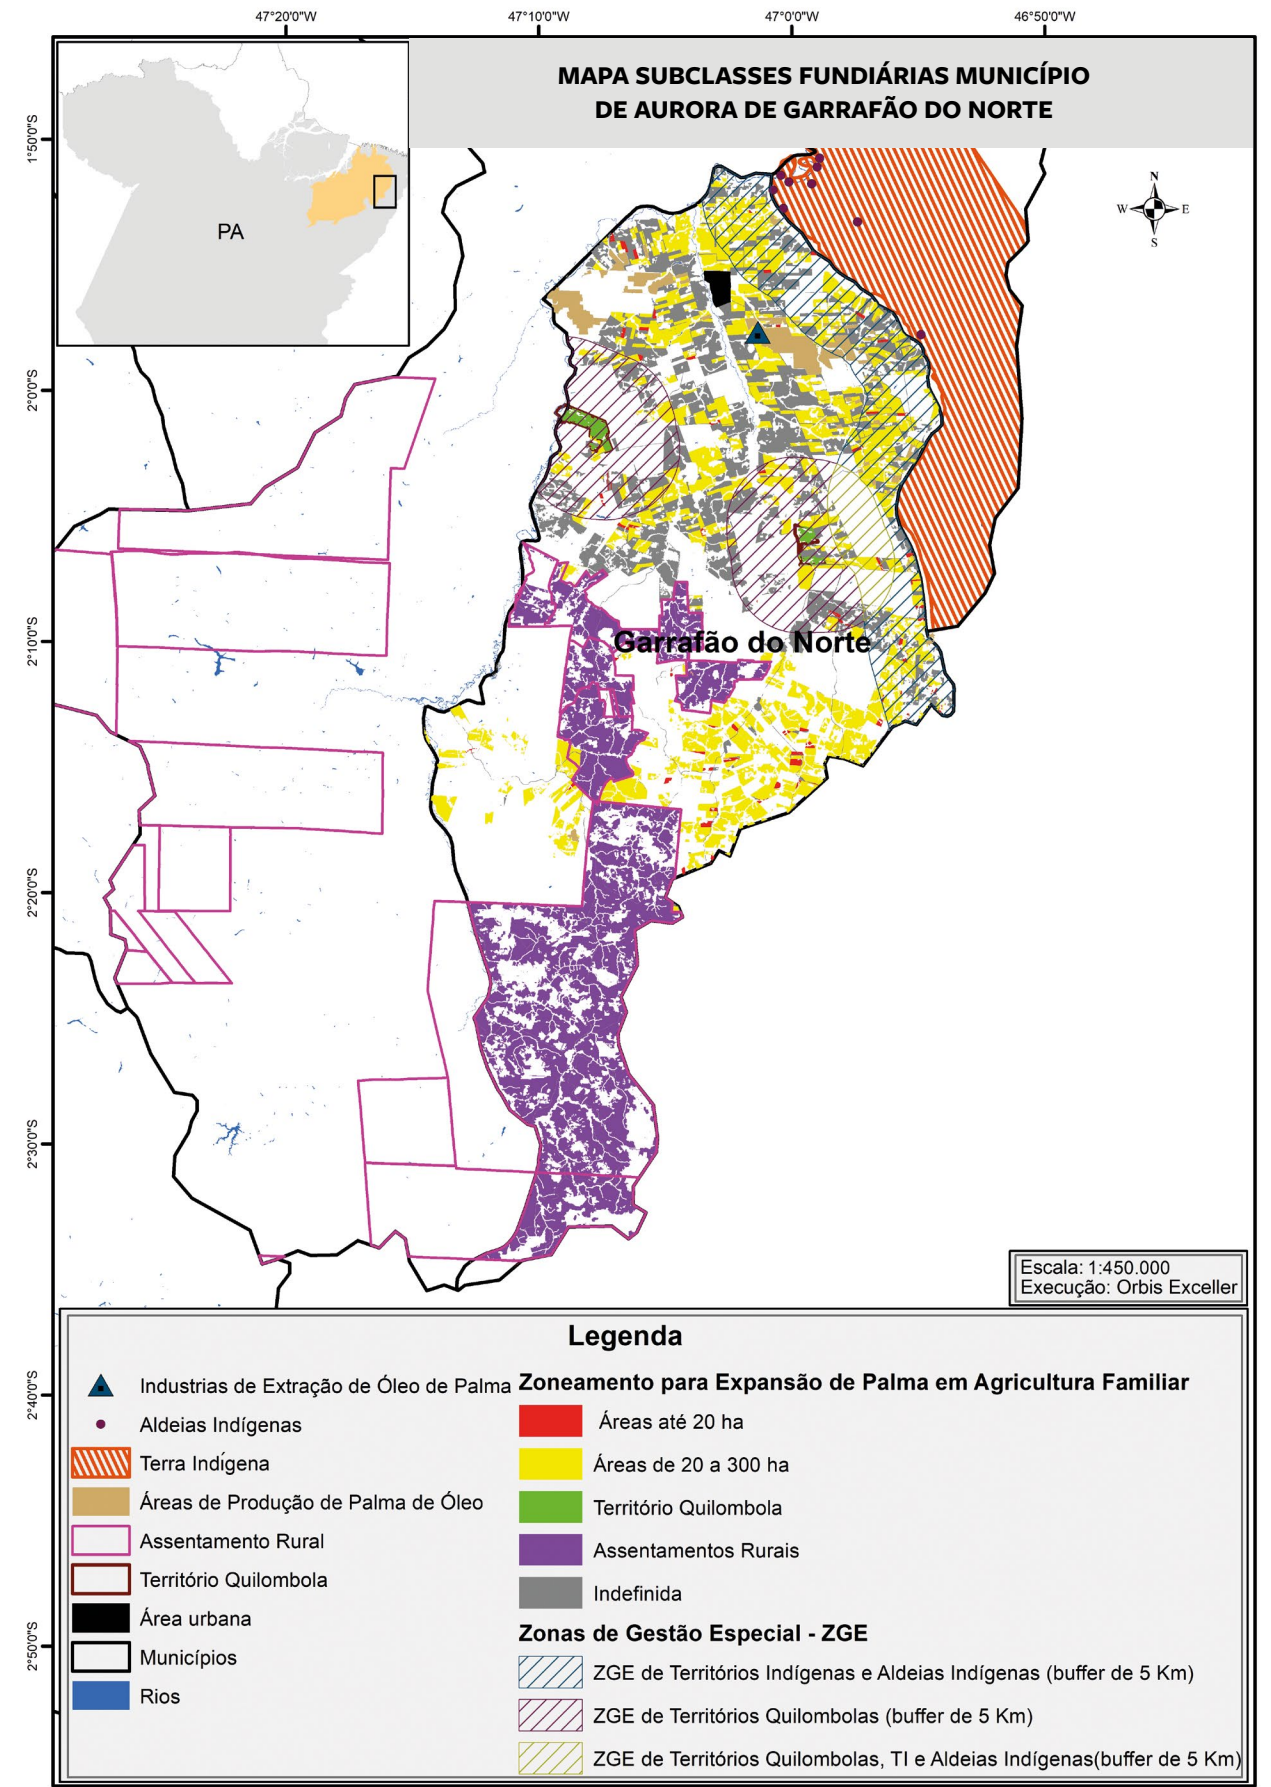 47°20'0"W 47°10'0"W 47°0'0"W 46°50'0"W
MAPA SUBCLASSES FUNDIÁRIAS MUNICÍPIO
DE AURORA DE GARRAFÃO DO NORTE
PA
N
W E
S
1°50'0"S
2°0'0"S
2°10'0"S
2°20'0"S
2°30'0"S
2°40'0"S
2°50'0"S
Garrafão do Norte
Escala: 1:450.000
Execução: Orbis Exceller
Legenda
Industrias de Extração de Óleo de Palma
Aldeias Indígenas
Terra Indígena
Áreas de Produção de Palma de Óleo
Assentamento Rural
Território Quilombola
Área urbana
Municípios
Rios
Zoneamento para Expansão de Palma em Agricultura Familiar
Áreas até 20 ha
Áreas de 20 a 300 ha
Território Quilombola
Assentamentos Rurais
Indefinida
Zonas de Gestão Especial - ZGE
ZGE de Territórios Indígenas e Aldeias Indígenas (buffer de 5 Km)
ZGE de Territórios Quilombolas (buffer de 5 Km)
ZGE de Territórios Quilombolas, TI e Aldeias Indígenas(buffer de 5 Km)